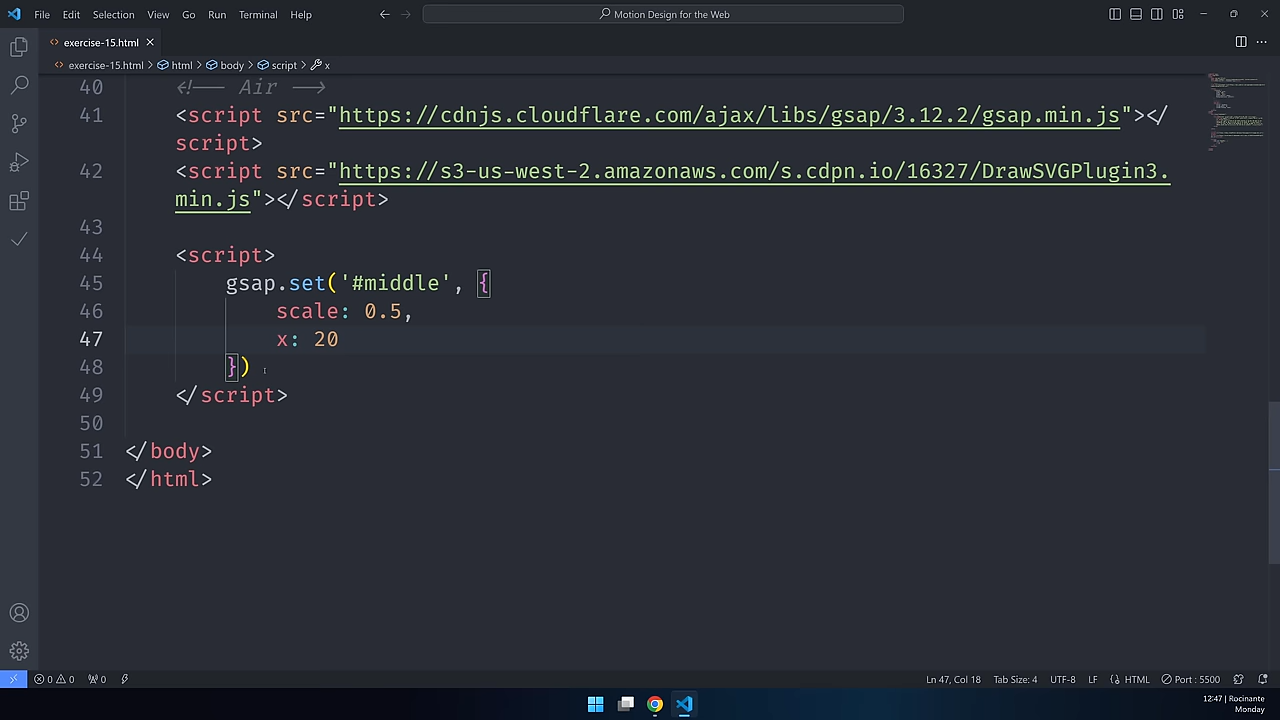 File Edit Selection View Go Run Terminal Help Motion Design for the Web
exercise-15.html
exercise-15.html > html > body > script > x
40 <!-- Air -->
41 <script src="https://cdnjs.cloudflare.com/ajax/libs/gsap/3.12.2/gsap.min.js"></
script>
42 <script src="https://s3-us-west-2.amazonaws.com/s.cdpn.io/16327/DrawSVGPlugin3.
min.js"></script>
43
44 <script>
45 gsap.set('#middle', {
46 scale: 0.5,
47 x: 20
48 })
49 </script>
50
51 </body>
52 </html>
0 0 0 Ln 47, Col 18 Tab Size: 4 UTF-8 LF HTML Port : 5500
12:47 | Rocinante
Monday